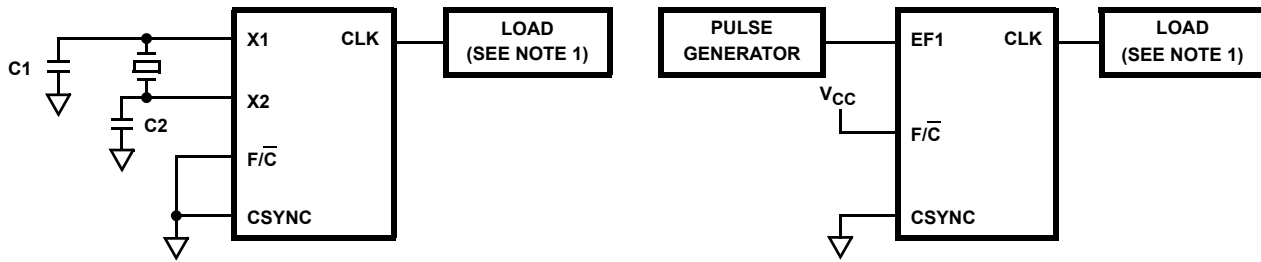 X1
CLK
LOAD
(SEE NOTE 1)
C1
X2
C2
F/C̅
CSYNC
PULSE
GENERATOR
EF1
CLK
LOAD
(SEE NOTE 1)
VCC
F/C̅
CSYNC